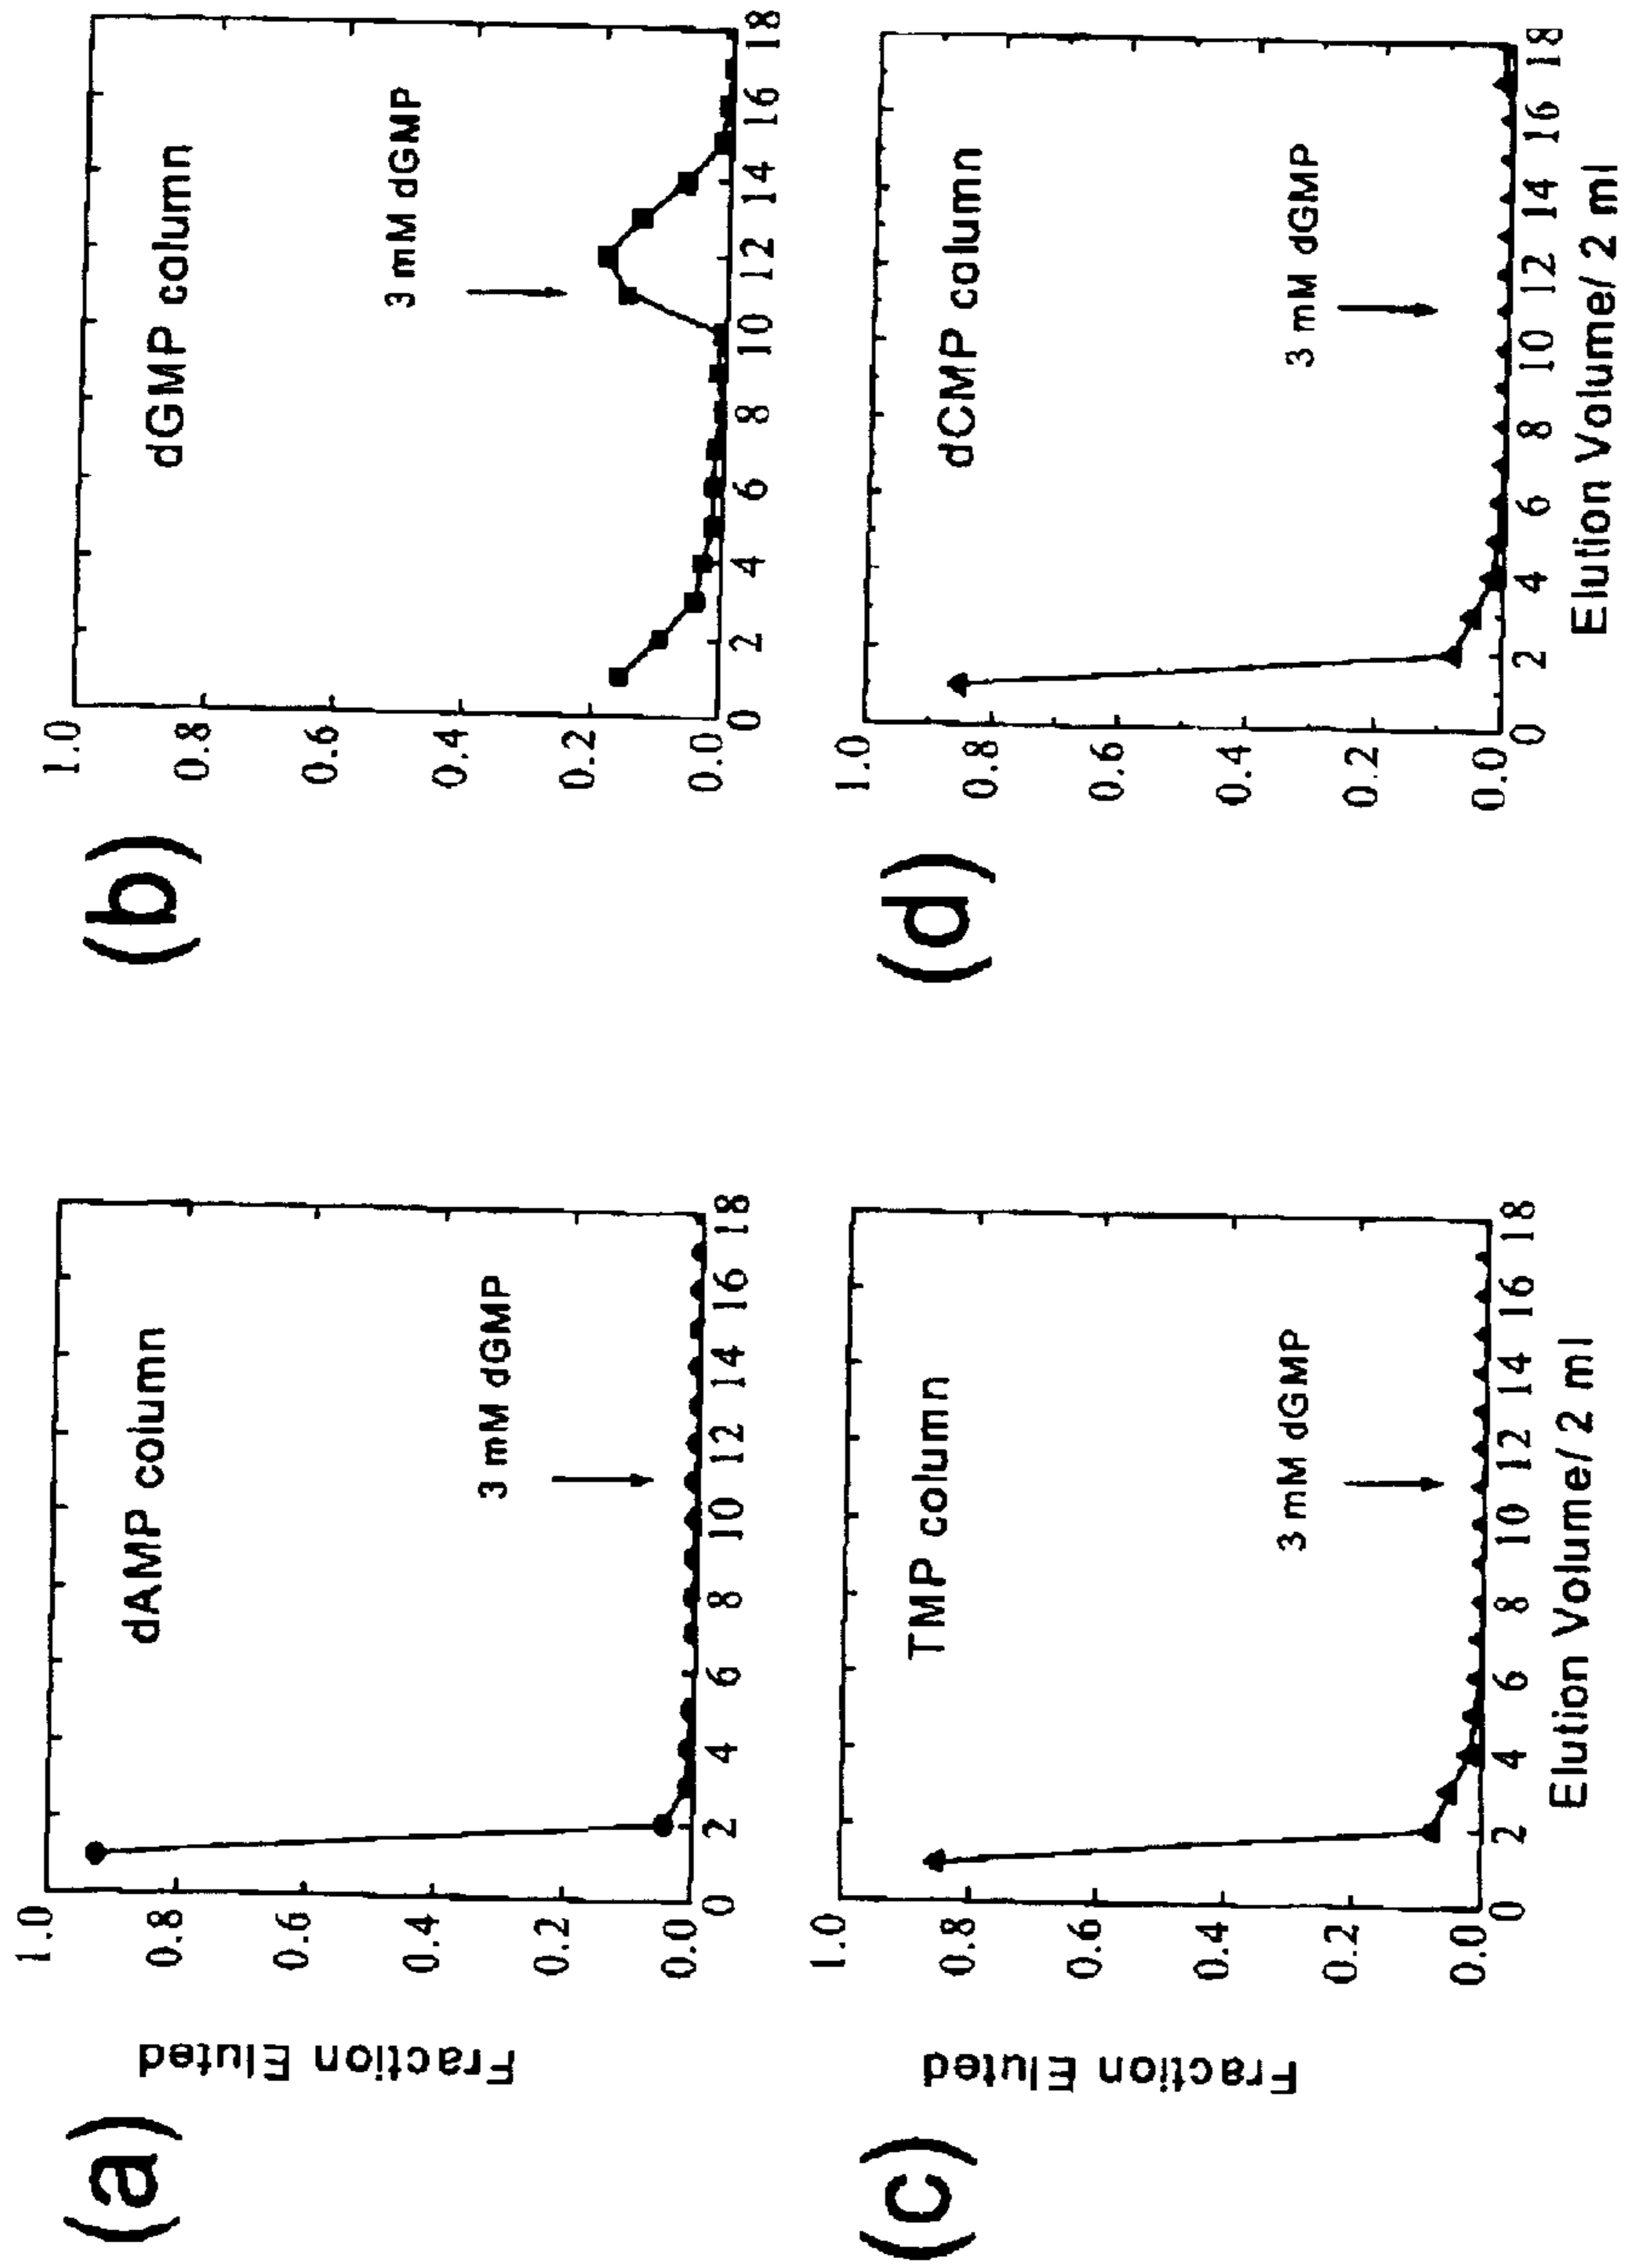 (a)
Fraction Eluted
1.0
0.8
0.6
0.4
0.2
0.0
dAMP column
3 mM dGMP
0 2 4 6 8 10 12 14 16 18
(b)
1.0
0.8
0.6
0.4
0.2
0.0
dGMP column
3 mM dGMP
0 2 4 6 8 10 12 14 16 18
(c)
Fraction Eluted
1.0
0.8
0.6
0.4
0.2
0.0
TMP column
3 mM dGMP
0 2 4 6 8 10 12 14 16 18
Elution Volume/ 2 ml
(d)
1.0
0.8
0.6
0.4
0.2
0.0
dCMP column
3 mM dGMP
0 2 4 6 8 10 12 14 16 18
Elution Volume/ 2 ml